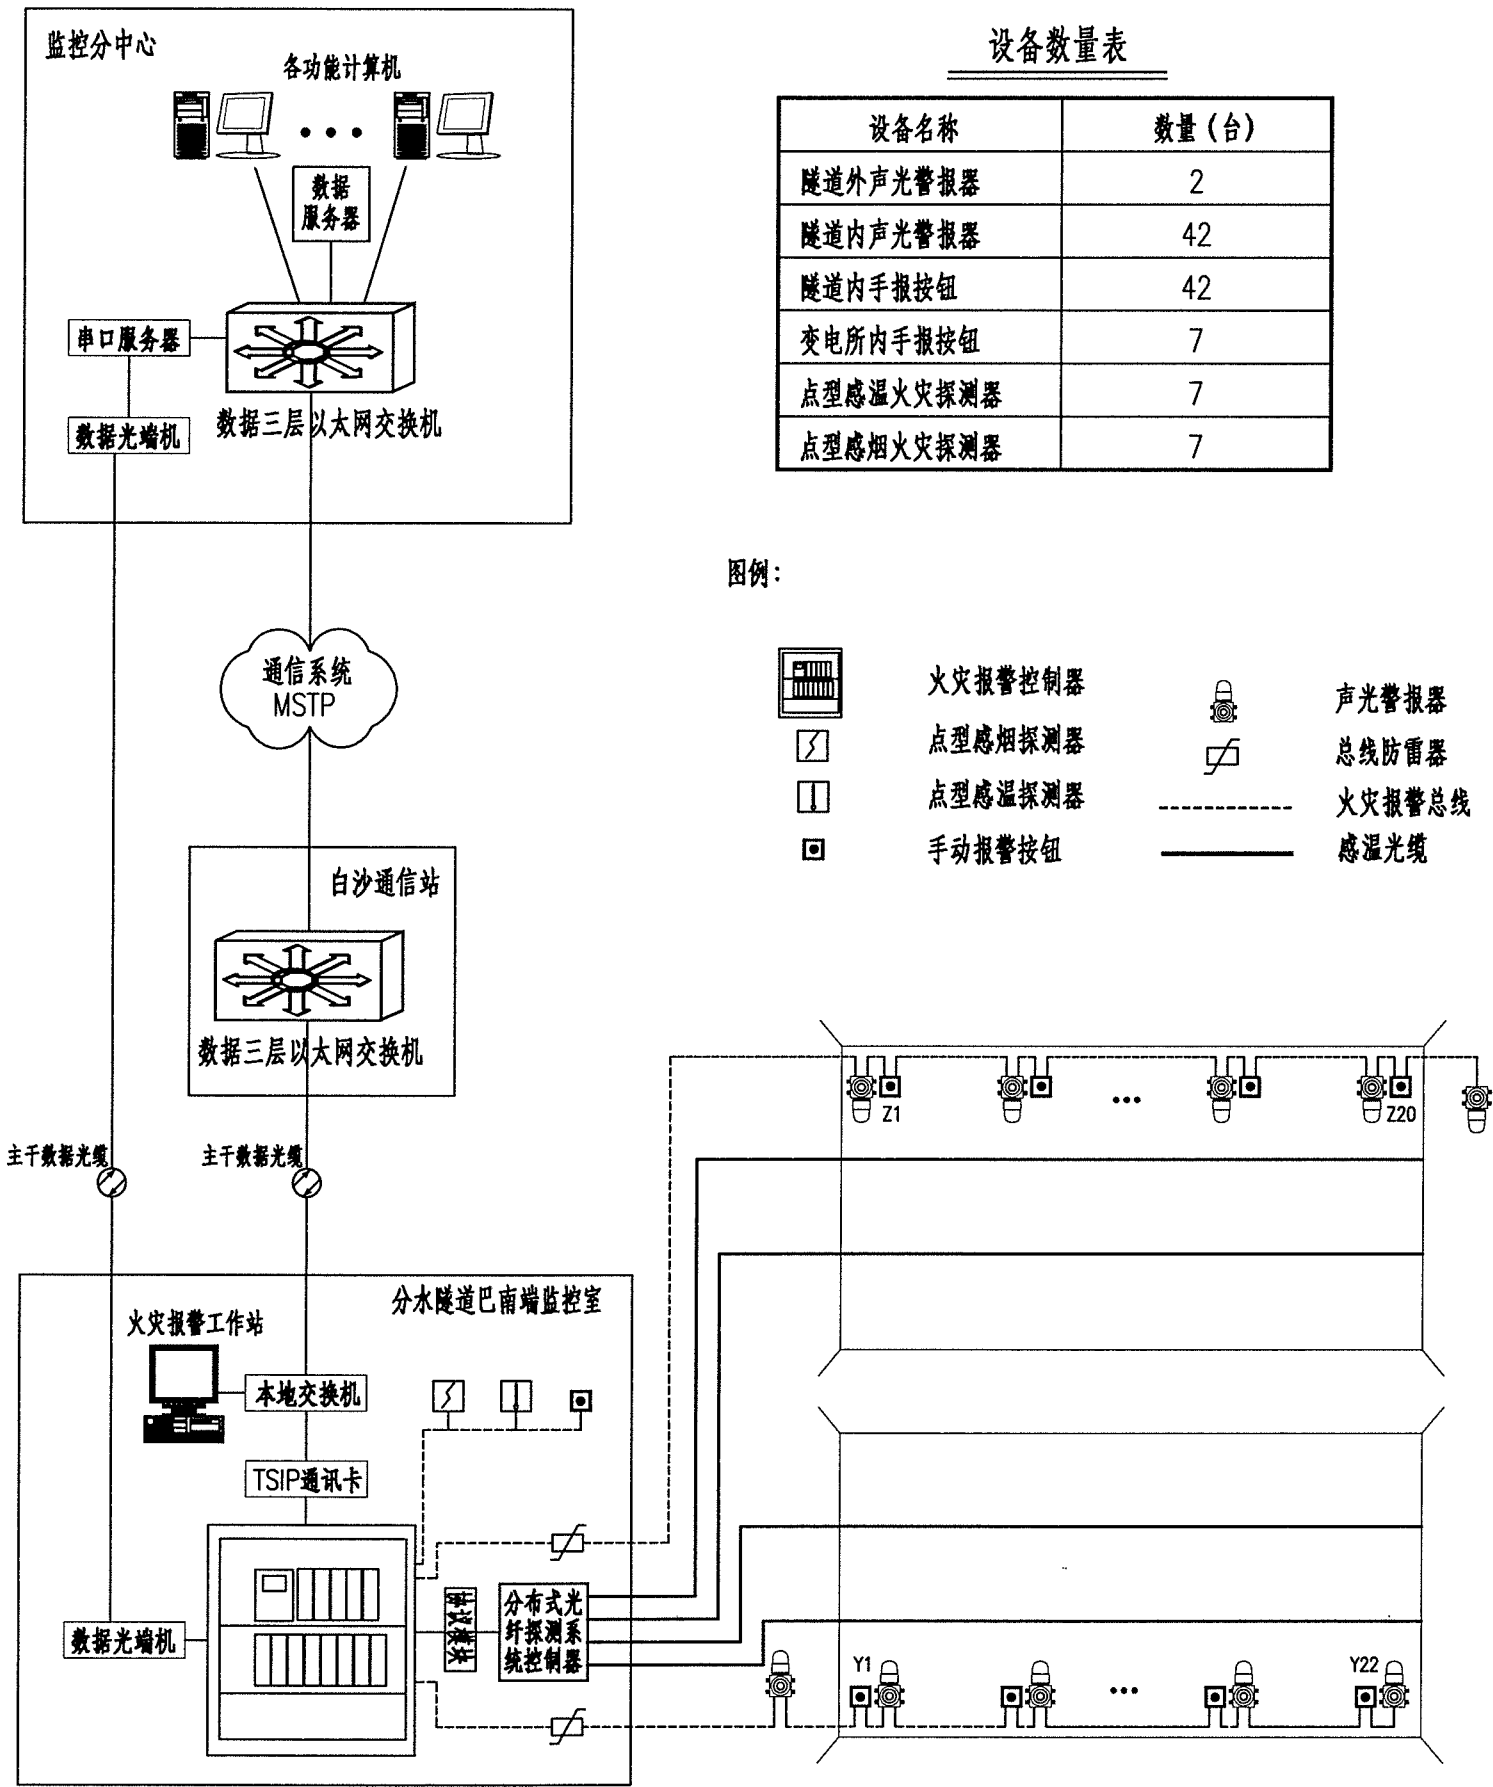 监控分中心
各功能计算机
数据
服务器
串口服务器
数据光端机
数据三层以太网交换机
设备数量表
设备名称 数量(台)
隧道外声光警报器 2
隧道内声光警报器 42
隧道内手报按钮 42
变电所内手报按钮 7
点型感温火灾探测器 7
点型感烟火灾探测器 7
图例：
火灾报警控制器
点型感烟探测器
点型感温探测器
手动报警按钮
声光警报器
总线防雷器
火灾报警总线
感温光缆
通信系统
MSTP
白沙通信站
数据三层以太网交换机
主干数据光缆
主干数据光缆
Z1
Z20
分水隧道巴南端监控室
火灾报警工作站
本地交换机
TSIP通讯卡
数据光端机
协议模块
分布式光
纤探测系
统控制器
Y1
Y22